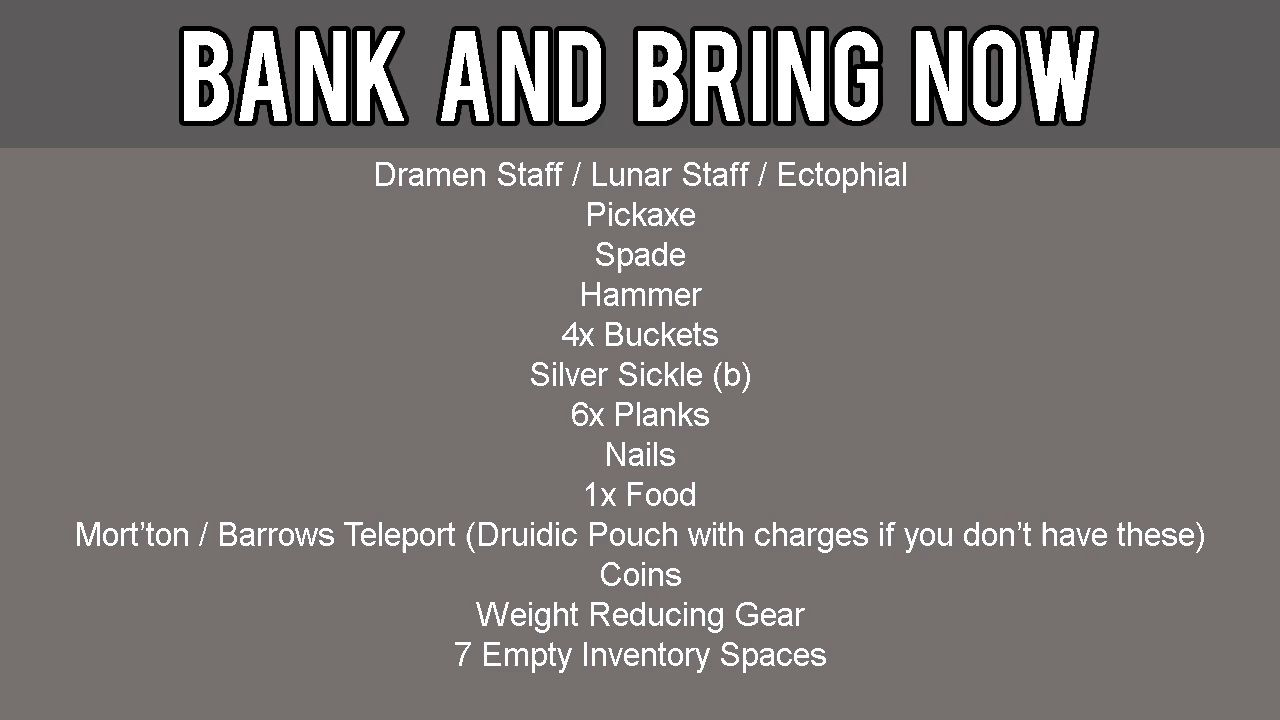 BANK AND BRING NOW
Dramen Staff / Lunar Staff / Ectophial
Pickaxe
Spade
Hammer
4x Buckets
Silver Sickle (b)
6x Planks
Nails
1x Food
Mort’ton / Barrows Teleport (Druidic Pouch with charges if you don’t have these)
Coins
Weight Reducing Gear
7 Empty Inventory Spaces